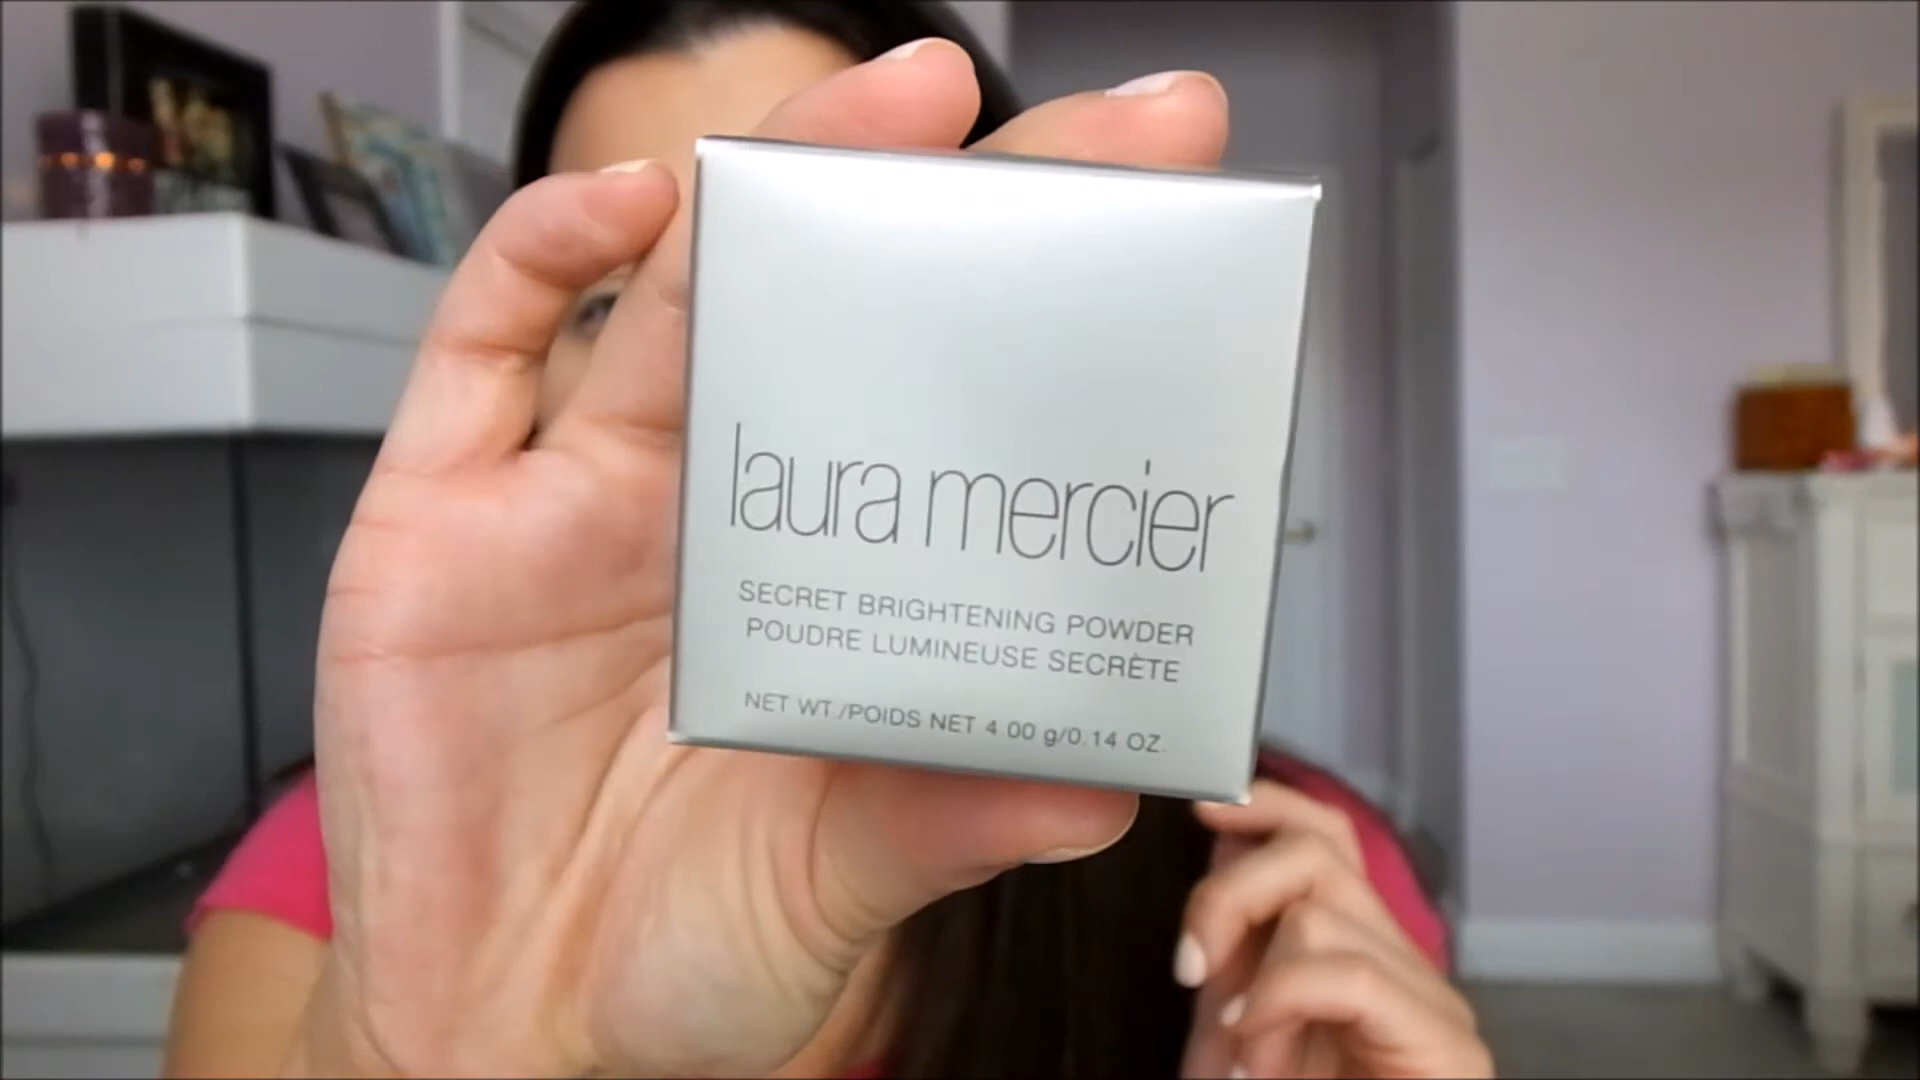 laura mercier
SECRET BRIGHTENING POWDER
POUDRE LUMINEUSE SECRÈTE
NET WT./POIDS NET 4.00 g/0.14 OZ.